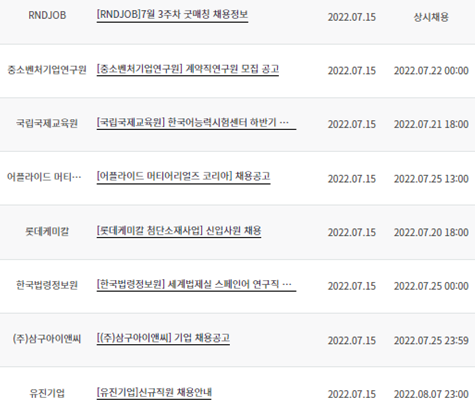 RNDJOB [RNDJOB]7월 3주차 굿매칭 채용정보 2022.07.15 상시채용
중소벤처기업연구원 [중소벤처기업연구원] 계약직연구원 모집 공고 2022.07.15 2022.07.22 00:00
국립국제교육원 [국립국제교육원] 한국어능력시험센터 하반기 … 2022.07.15 2022.07.21 18:00
어플라이드 머티… [어플라이드 머티어리얼즈 코리아] 채용공고 2022.07.15 2022.07.25 13:00
롯데케미칼 [롯데케미칼 첨단소재사업] 신입사원 채용 2022.07.15 2022.07.20 18:00
한국법령정보원 [한국법령정보원] 세계법제실 스페인어 연구직 … 2022.07.15 2022.07.25 00:00
(주)삼구아이앤씨 [(주)삼구아이앤씨] 기업 채용공고 2022.07.15 2022.07.25 23:59
유진기업 [유진기업]신규직원 채용안내 2022.07.15 2022.08.07 23:00